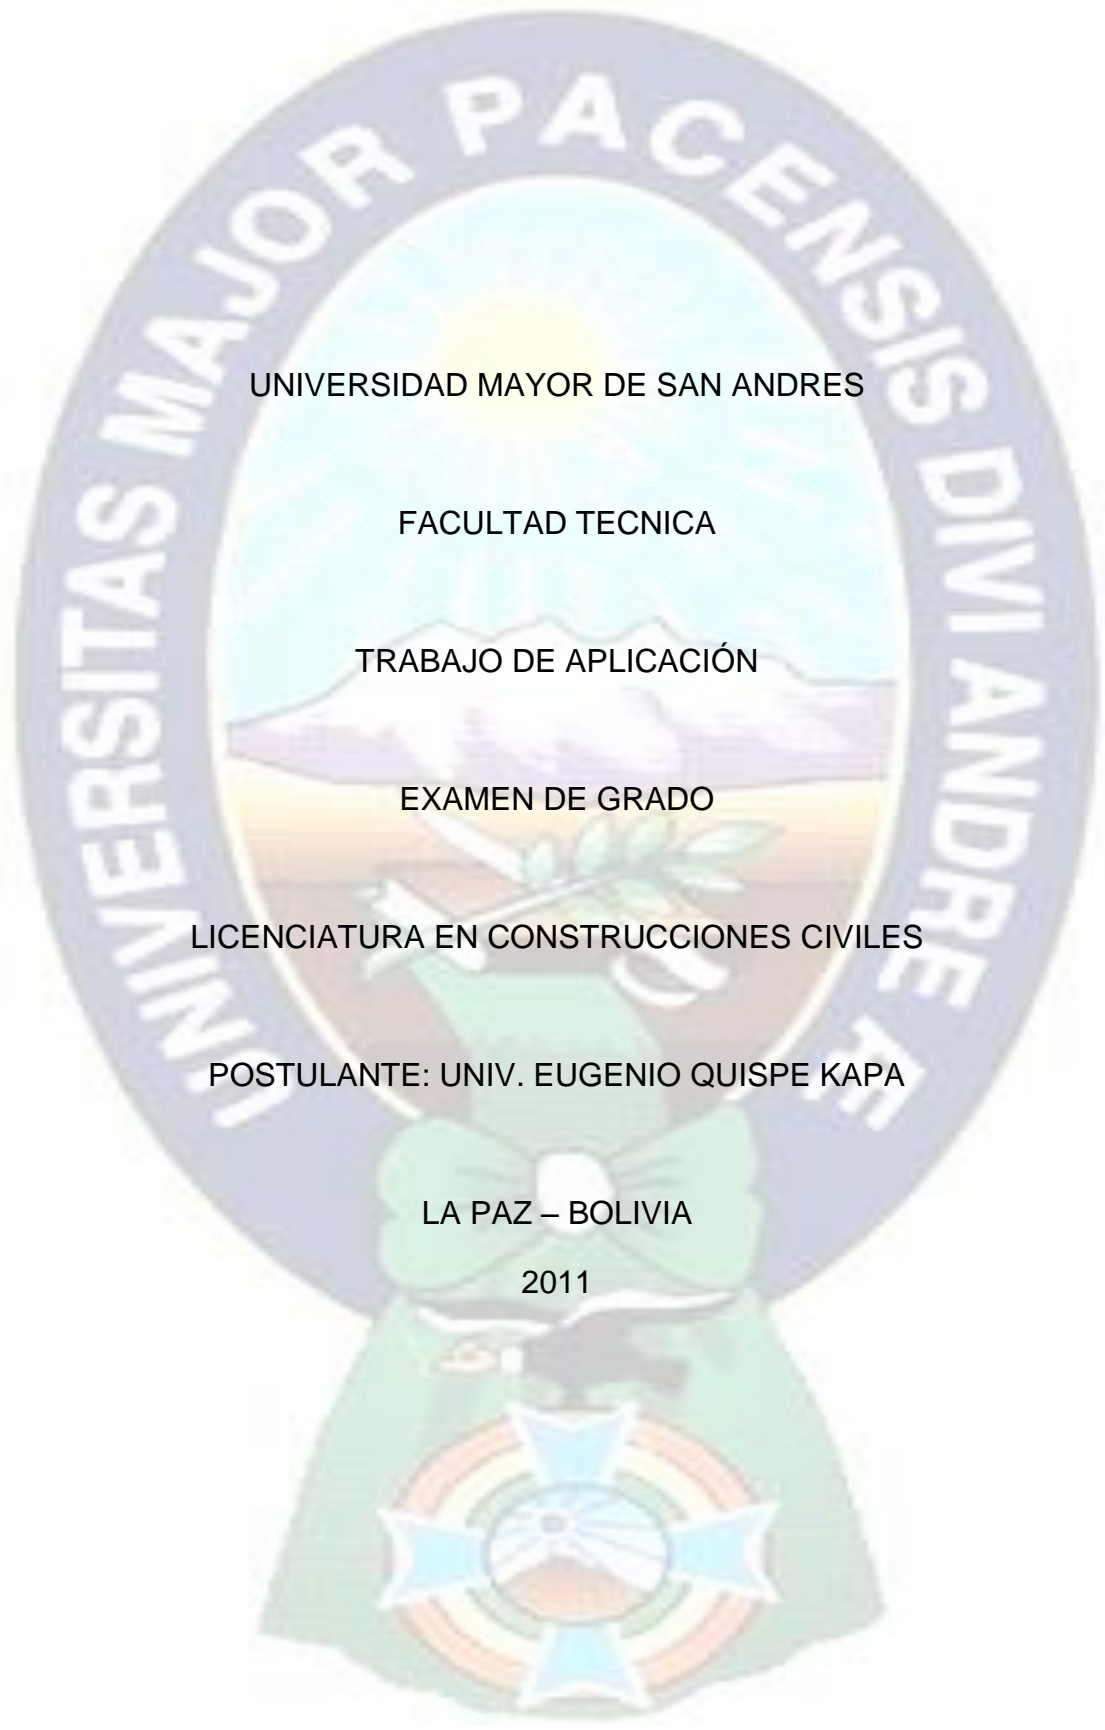 UNIVERSITAS MAJOR PACENSIS DIVI ANDRE Æ
UNIVERSIDAD MAYOR DE SAN ANDRES
FACULTAD TECNICA
TRABAJO DE APLICACIÓN
EXAMEN DE GRADO
LICENCIATURA EN CONSTRUCCIONES CIVILES
POSTULANTE: UNIV. EUGENIO QUISPE KAPA
LA PAZ – BOLIVIA
2011